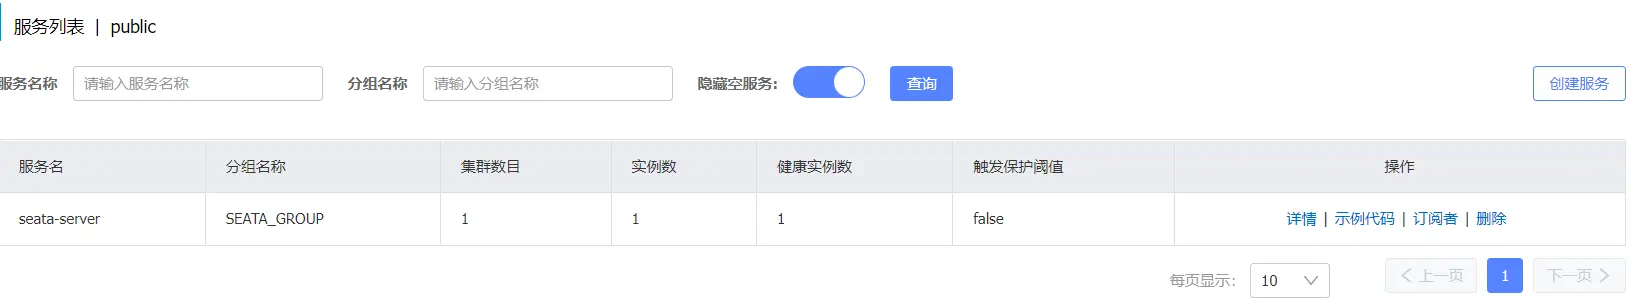 服务列表 | public
服务名称 请输入服务名称 分组名称 请输入分组名称 隐藏空服务: 查询 创建服务
服务名 分组名称 集群数目 实例数 健康实例数 触发保护阈值 操作
seata-server SEATA_GROUP 1 1 1 false 详情 | 示例代码 | 订阅者 | 删除
每页显示: 10 上一页 1 下一页